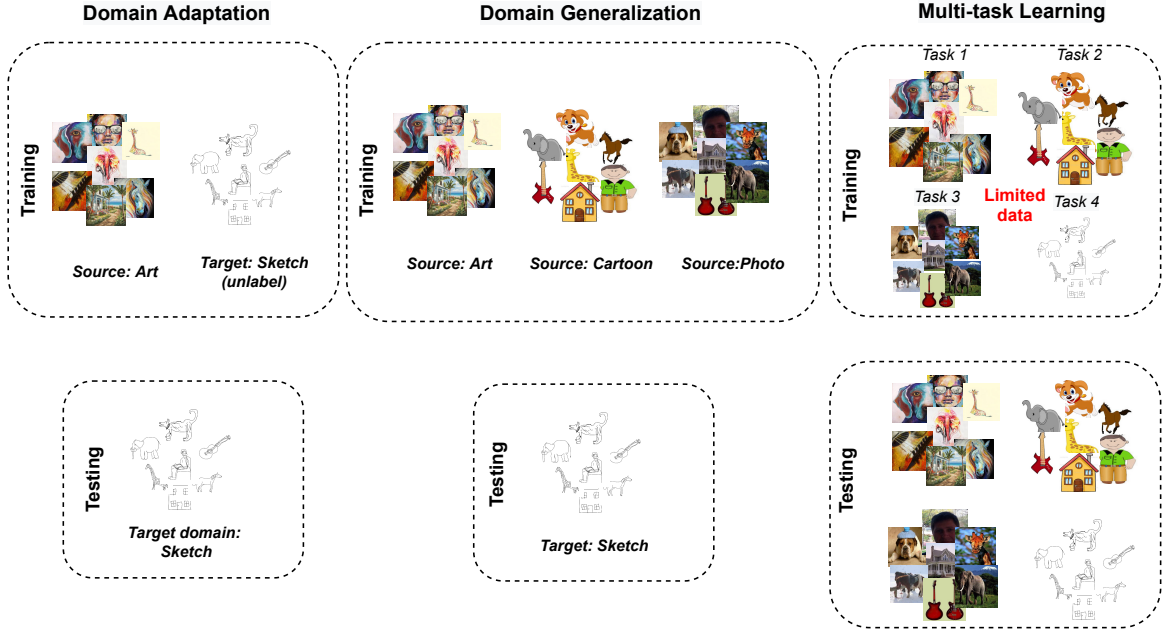 Domain Adaptation
Domain Generalization
Multi-task Learning
Training
Source: Art
Target: Sketch
(unlabel)
Training
Source: Art
Source: Cartoon
Source:Photo
Training
Task 1
Task 2
Task 3
Limited
data
Task 4
Testing
Target domain:
Sketch
Testing
Target: Sketch
Testing